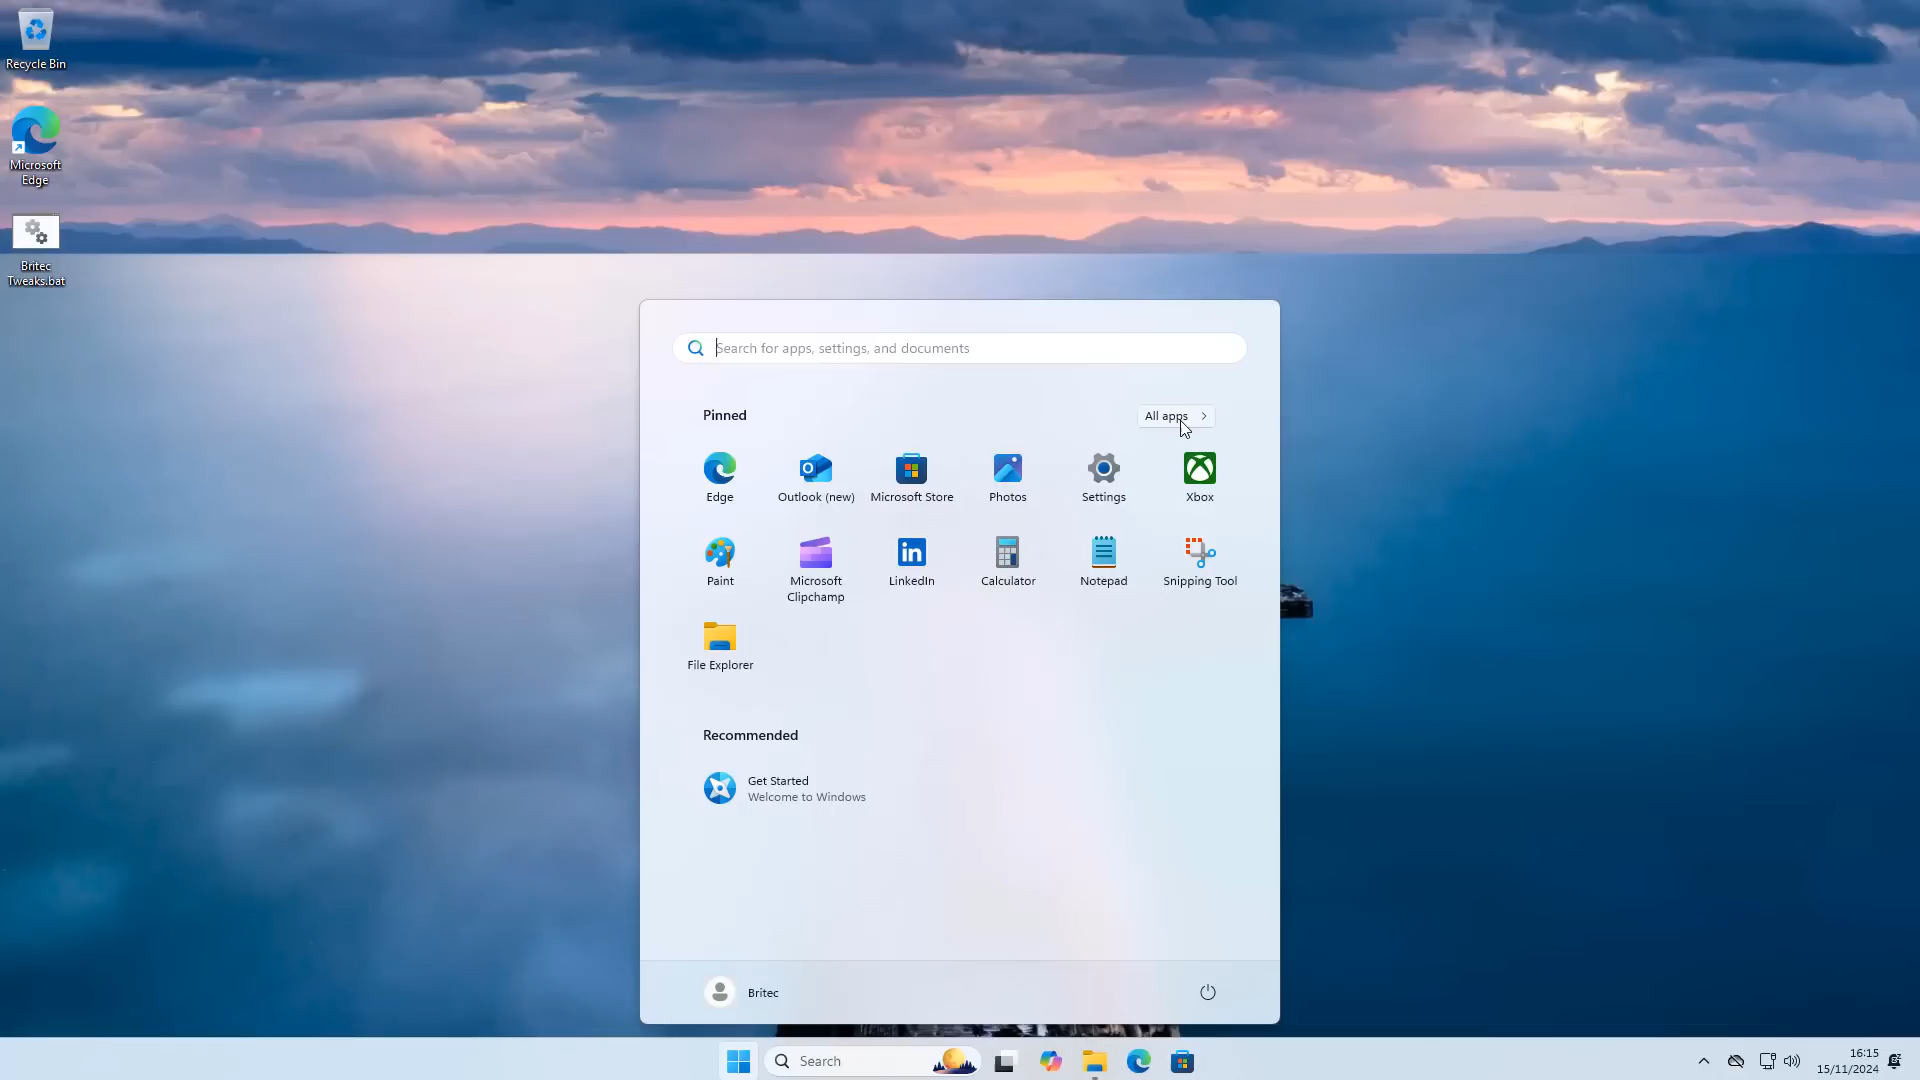 Recycle Bin
Microsoft
Edge
Britec
Tweaks.bat
Search for apps, settings, and documents
Pinned
All apps
Edge
Outlook (new)
Microsoft Store
Photos
Settings
Xbox
Paint
Microsoft
Clipchamp
LinkedIn
Calculator
Notepad
Snipping Tool
File Explorer
Recommended
Get Started
Welcome to Windows
Britec
Search
16:15
15/11/2024